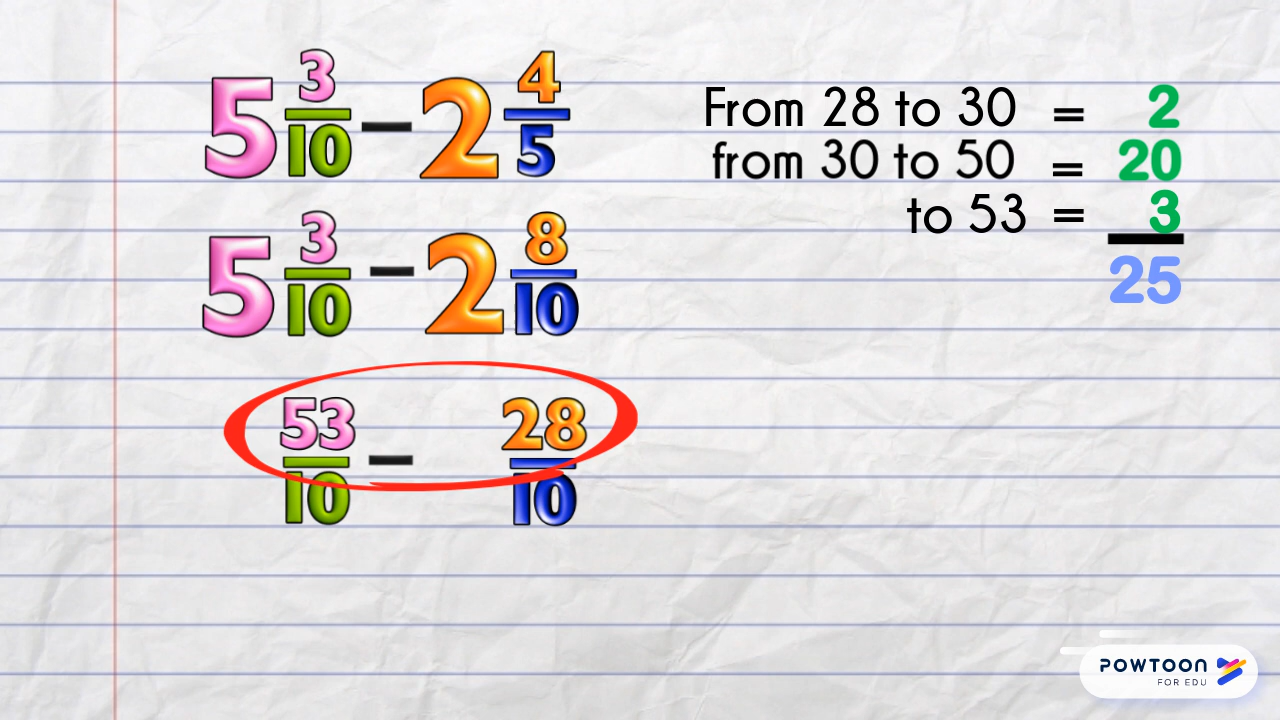 5 3/10 - 2 4/5
5 3/10 - 2 8/10
53/10 - 28/10
From 28 to 30 = 2
from 30 to 50 = 20
to 53 = 3
25
POWTOON
FOR EDU